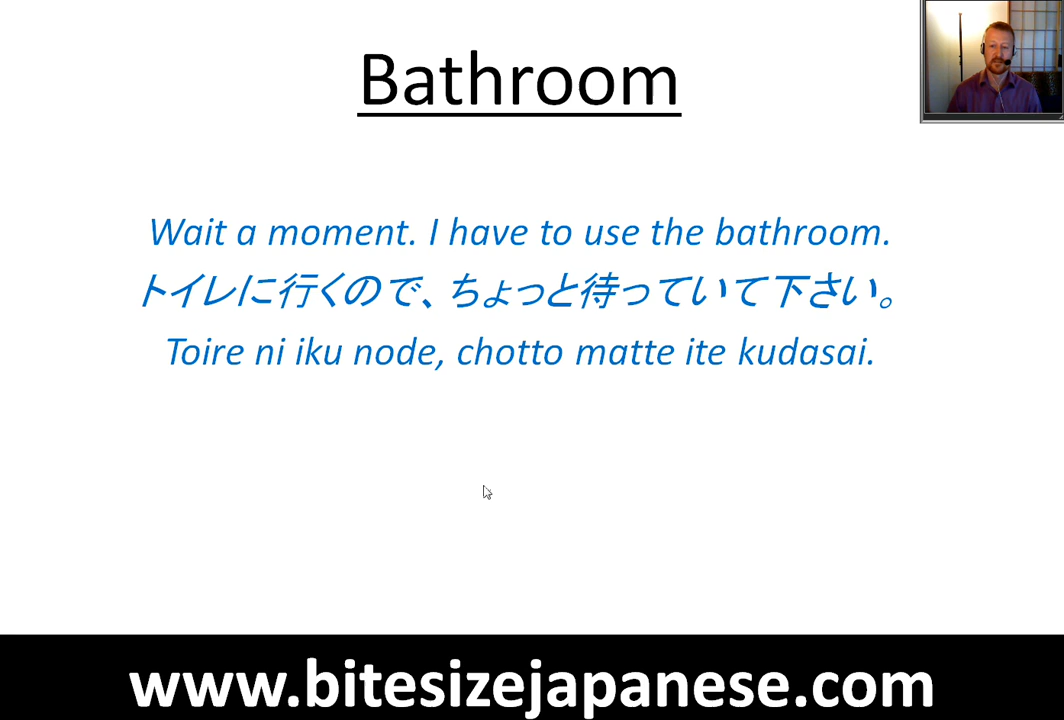 Bathroom
Wait a moment. I have to use the bathroom.
トイレに行くので、ちょっと待っていて下さい。
Toire ni iku node, chotto matte ite kudasai.
www.bitesizejapanese.com